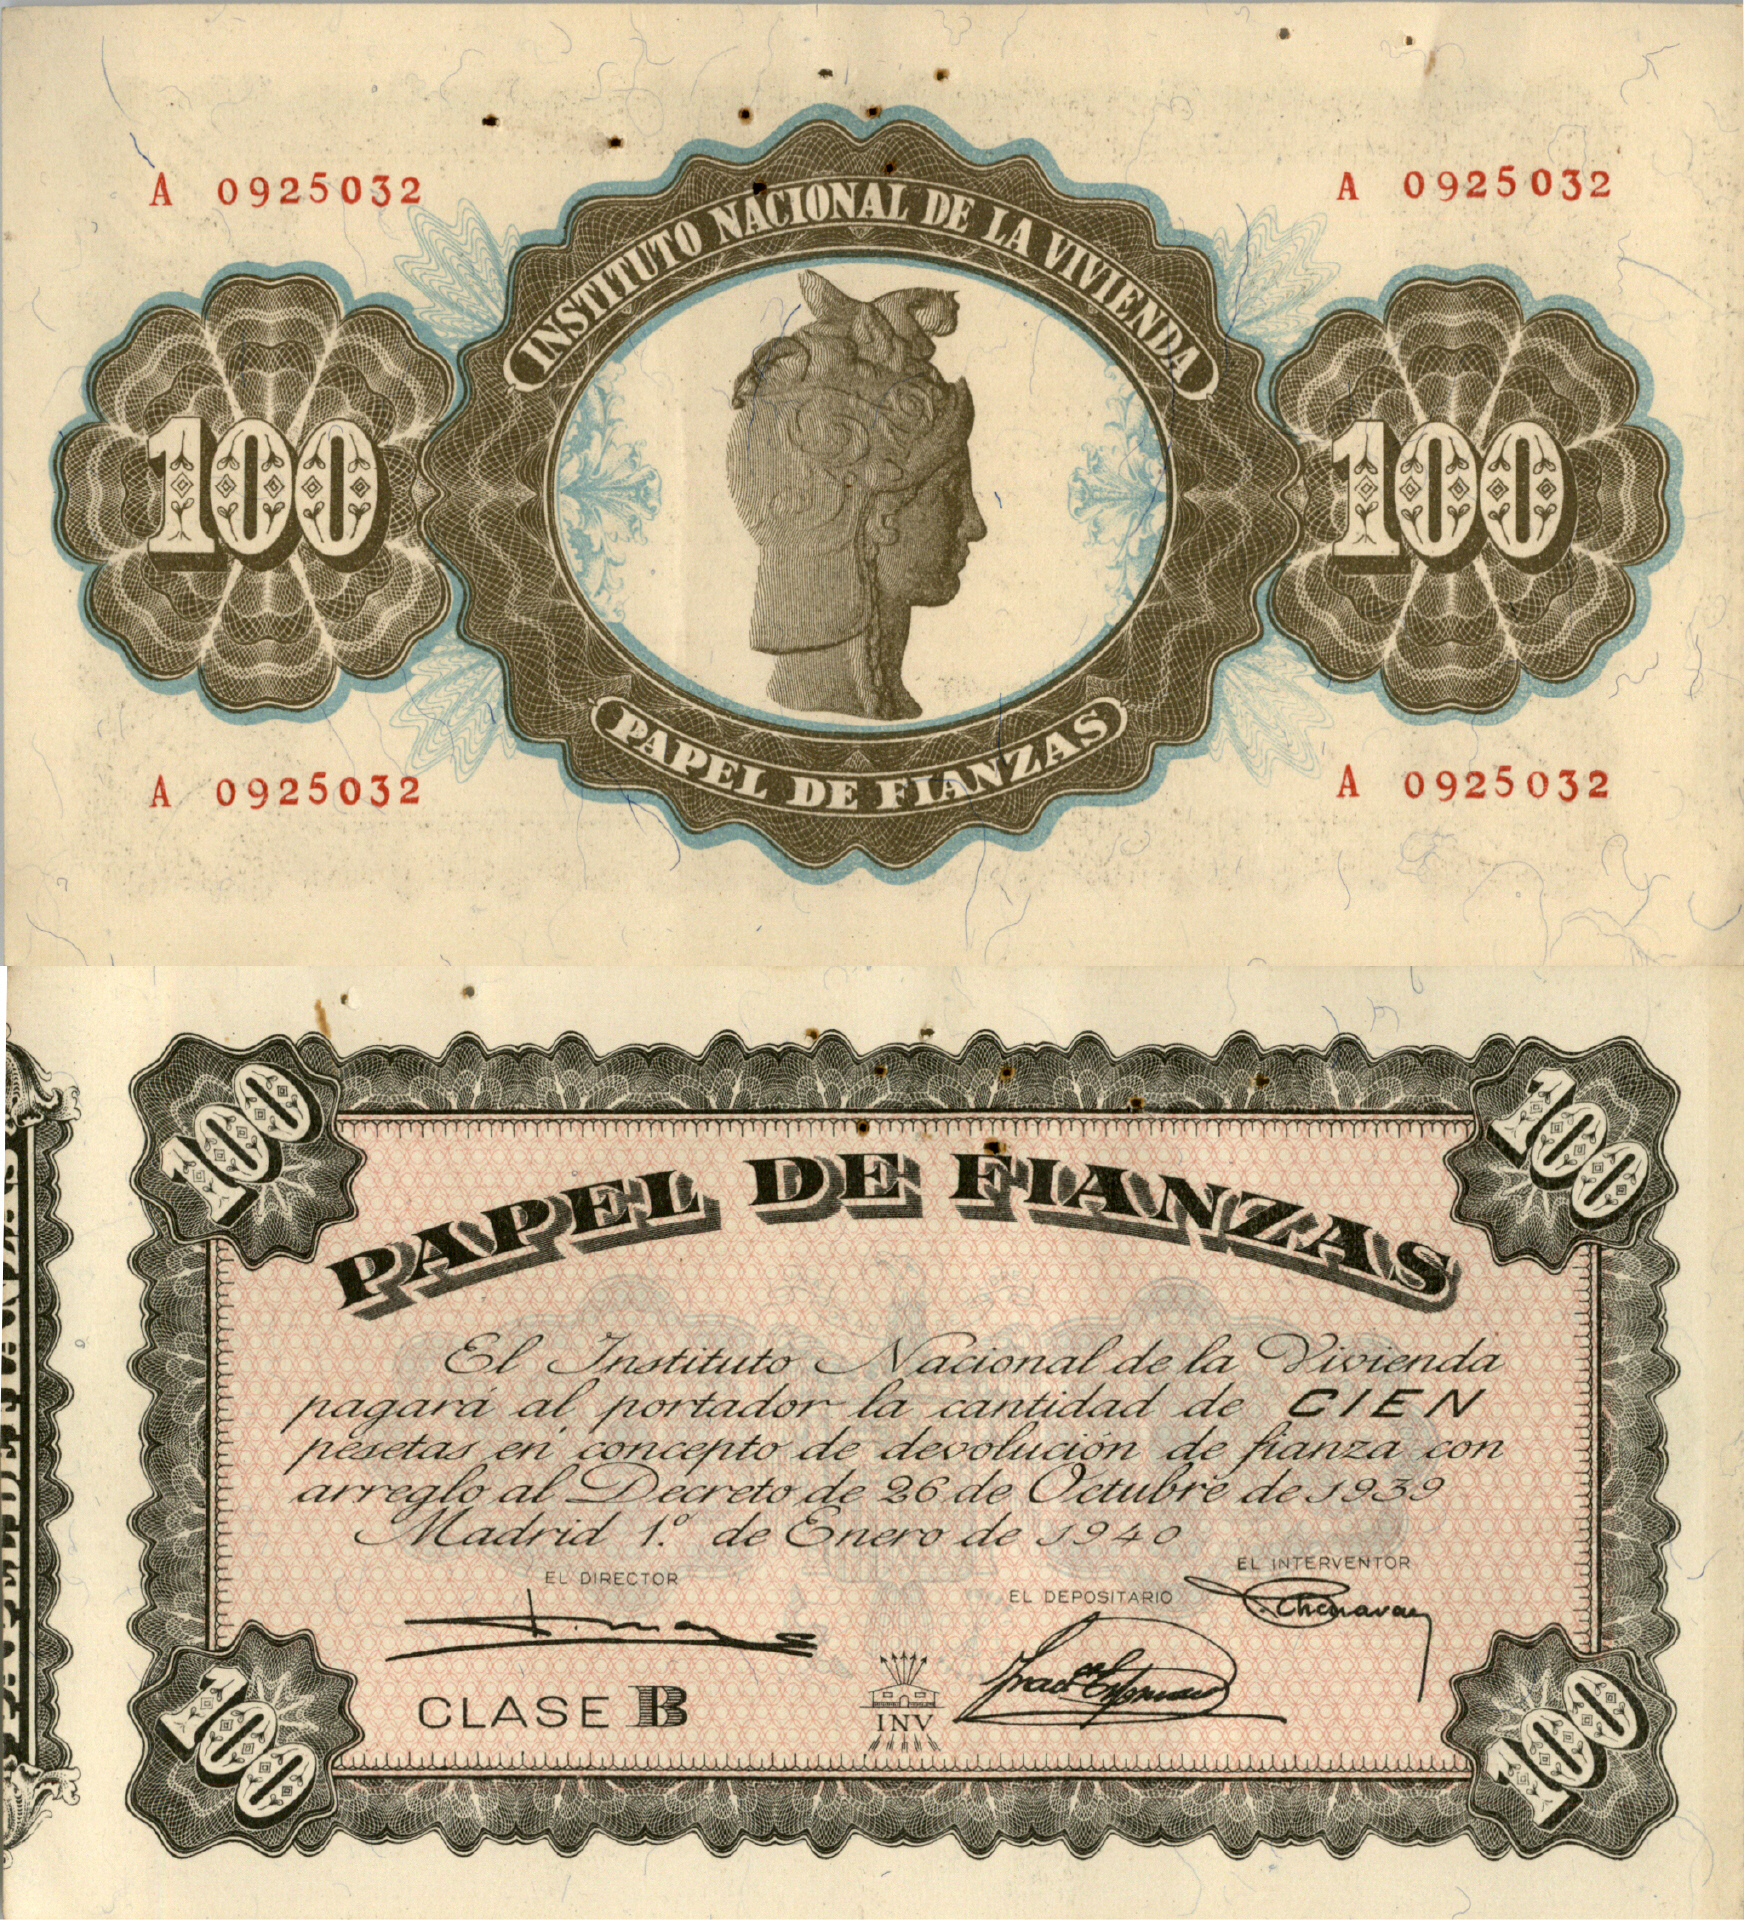 A 0925032
A 0925032
INSTITUTO NACIONAL DE LA VIVIENDA
100
100
PAPEL DE FIANZAS
A 0925032
A 0925032
100
100
PAPEL DE FIANZAS
El Instituto Nacional de la Vivienda
pagará al portador la cantidad de CIEN
pesetas en concepto de devolución de fianza con
arreglo al Decreto de 26 de Octubre de 1939
Madrid 1.º de Enero de 1940
EL DIRECTOR
EL DEPOSITARIO
EL INTERVENTOR
CLASE B
INV
100
100